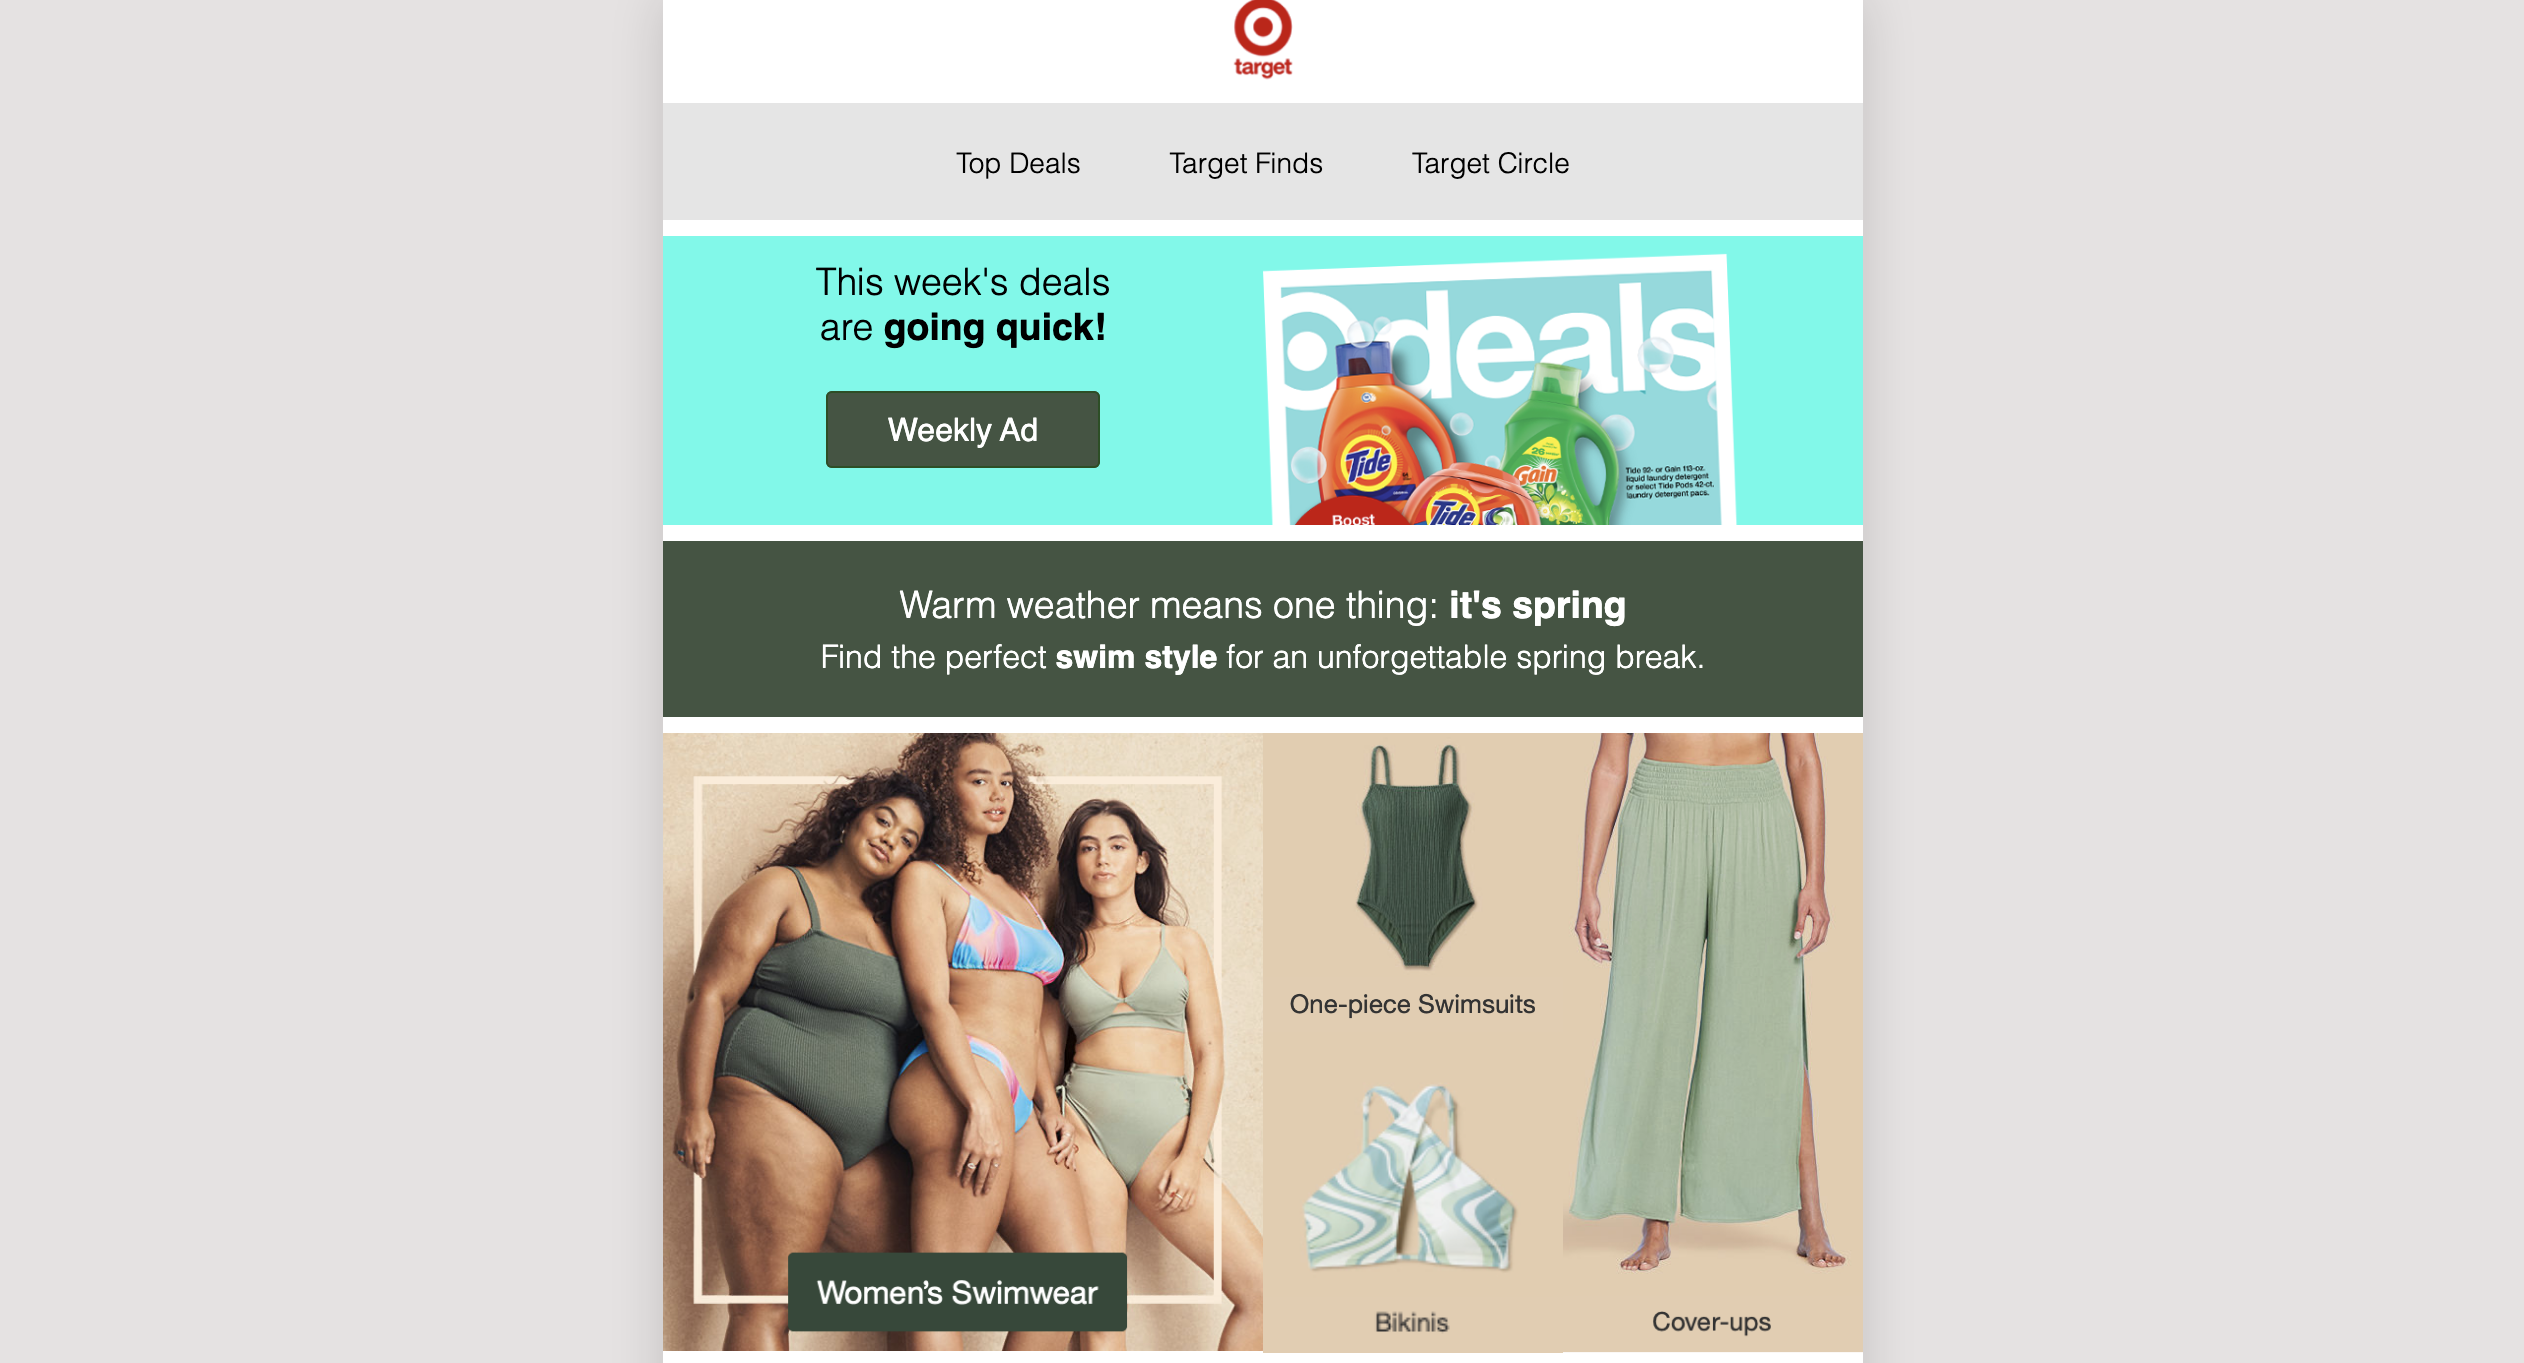 target
Top Deals
Target Finds
Target Circle
This week's deals
are going quick!
Weekly Ad
deals
Tide
Gain
Tide
Boost
Tide 92- or Gain 113-oz.
liquid laundry detergent
or select Tide Pods 42-ct.
laundry detergent pacs.
Warm weather means one thing: it's spring
Find the perfect swim style for an unforgettable spring break.
Women’s Swimwear
One-piece Swimsuits
Bikinis
Cover-ups